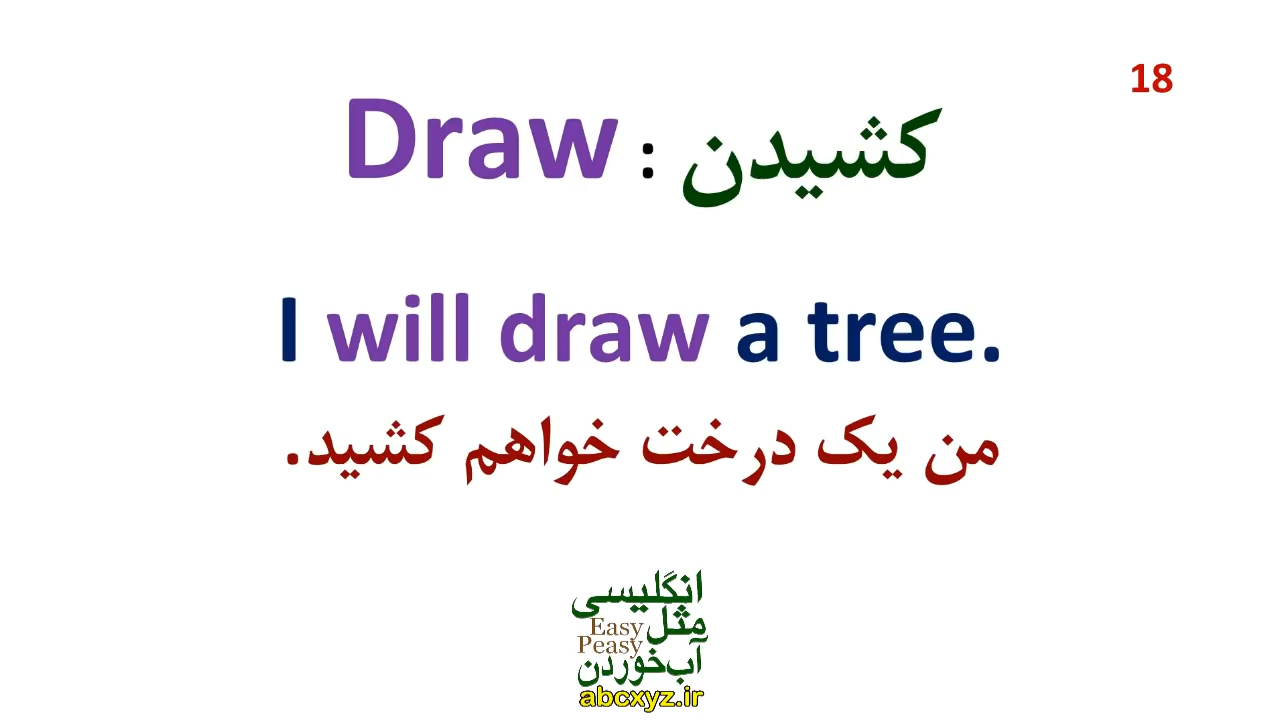 18
Draw : کشیدن
I will draw a tree.
من یک درخت خواهم کشید.
انگلیسی
مثل Easy
Peasy
آب‌خوردن
abcxyz.ir